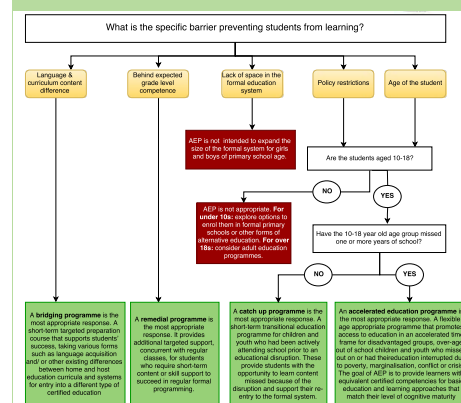 What is the specific barrier preventing students from learning?
Language &
curriculum content
difference
Behind expected
grade level
competence
Lack of space in the
formal education
system
Policy restrictions
Age of the student
AEP is not intended to expand the
size of the formal system for girls
and boys of primary school age.
Are the students aged 10-18?
NO
YES
AEP is not appropriate. For
under 10s: explore options to
enrol them in formal primary
schools or other forms of
alternative education. For over
18s: consider adult education
programmes.
Have the 10-18 year old age group missed
one or more years of school?
NO
YES
A bridging programme is the
most appropriate response. A
short-term targeted preparation
course that supports students'
success, taking various forms
such as language acquisition
and/ or other existing differences
between home and host
education curricula and systems
for entry into a different type of
certified education
A remedial programme is
the most appropriate
response. It provides
additional targeted support,
concurrent with regular
classes, for students
who require short-term
content or skill support to
succeed in regular formal
programming.
A catch up programme is the
most appropriate response. A
short-term transitional education
programme for children and
youth who had been actively
attending school prior to an
educational disruption. These
provide students with the
opportunity to learn content
missed because of the
disruption and support their re-
entry to the formal system.
An accelerated education programme is
the most appropriate response. A flexible
age appropriate programme that promotes
access to education in an accelerated time
frame for disadvantaged groups, over-age
out of school children and youth who missed
out on or had theireducation interrupted due
to poverty, marginalisation, conflict or crisis
The goal of AEP is to provide learners with
equivalent certified competencies for basic
education and learning approaches that
match their level of cognitive maturity